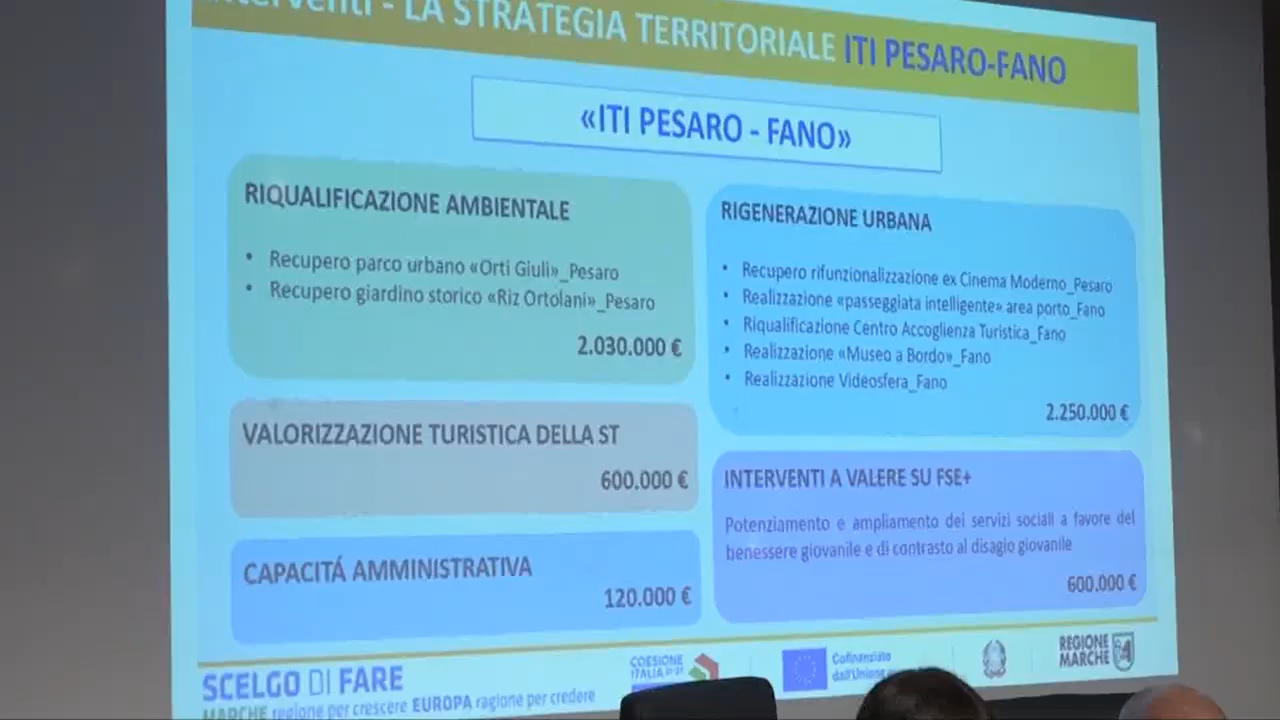 Interventi - LA STRATEGIA TERRITORIALE ITI PESARO-FANO
«ITI PESARO - FANO»
RIQUALIFICAZIONE AMBIENTALE
• Recupero parco urbano «Orti Giuli»_Pesaro
• Recupero giardino storico «Riz Ortolani»_Pesaro
2.030.000 €
VALORIZZAZIONE TURISTICA DELLA ST
600.000 €
CAPACITÁ AMMINISTRATIVA
120.000 €
RIGENERAZIONE URBANA
• Recupero rifunzionalizzazione ex Cinema Moderno_Pesaro
• Realizzazione «passeggiata intelligente» area porto_Fano
• Riqualificazione Centro Accoglienza Turistica_Fano
• Realizzazione «Museo a Bordo»_Fano
• Realizzazione Videosfera_Fano
2.250.000 €
INTERVENTI A VALERE SU FSE+
Potenziamento e ampliamento dei servizi sociali a favore del
benessere giovanile e di contrasto al disagio giovanile
600.000 €
SCELGO DI FARE
MARCHE regione per crescere EUROPA ragione per credere
COESIONE
ITALIA 21-27
Cofinanziato
dall'Unione
REGIONE
MARCHE